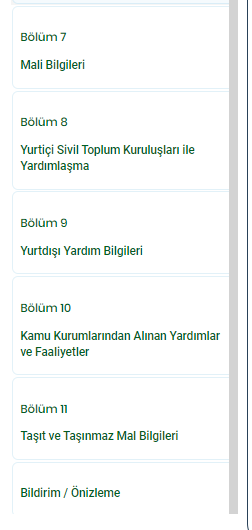 Bölüm 7
Mali Bilgileri
Bölüm 8
Yurtiçi Sivil Toplum Kuruluşları ile
Yardımlaşma
Bölüm 9
Yurtdışı Yardım Bilgileri
Bölüm 10
Kamu Kurumlarından Alınan Yardımlar
ve Faaliyetler
Bölüm 11
Taşıt ve Taşınmaz Mal Bilgileri
Bildirim / Önizleme